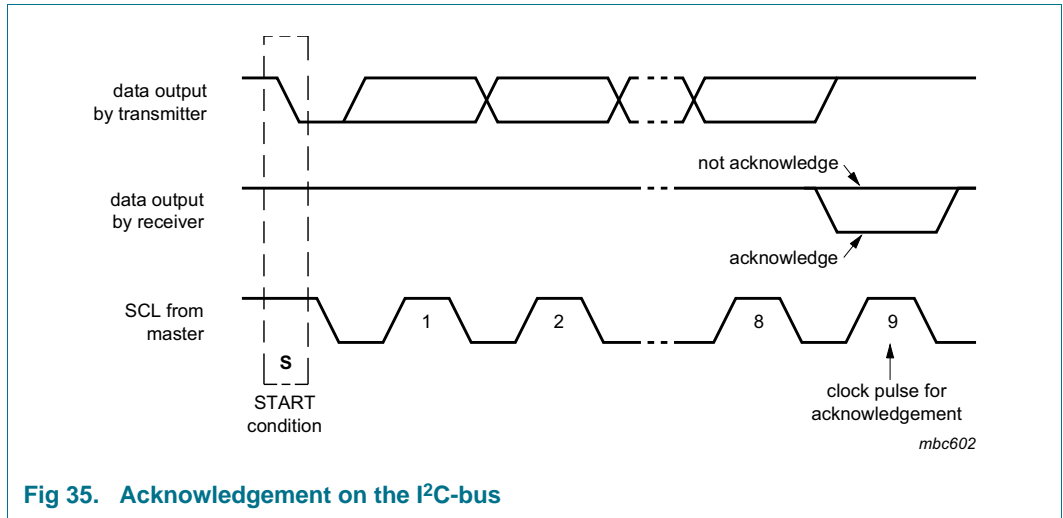 data output
by transmitter
not acknowledge
data output
by receiver
acknowledge
SCL from
master
1
2
8
9
S
START
condition
clock pulse for
acknowledgement
mbc602
Fig 35. Acknowledgement on the I²C-bus